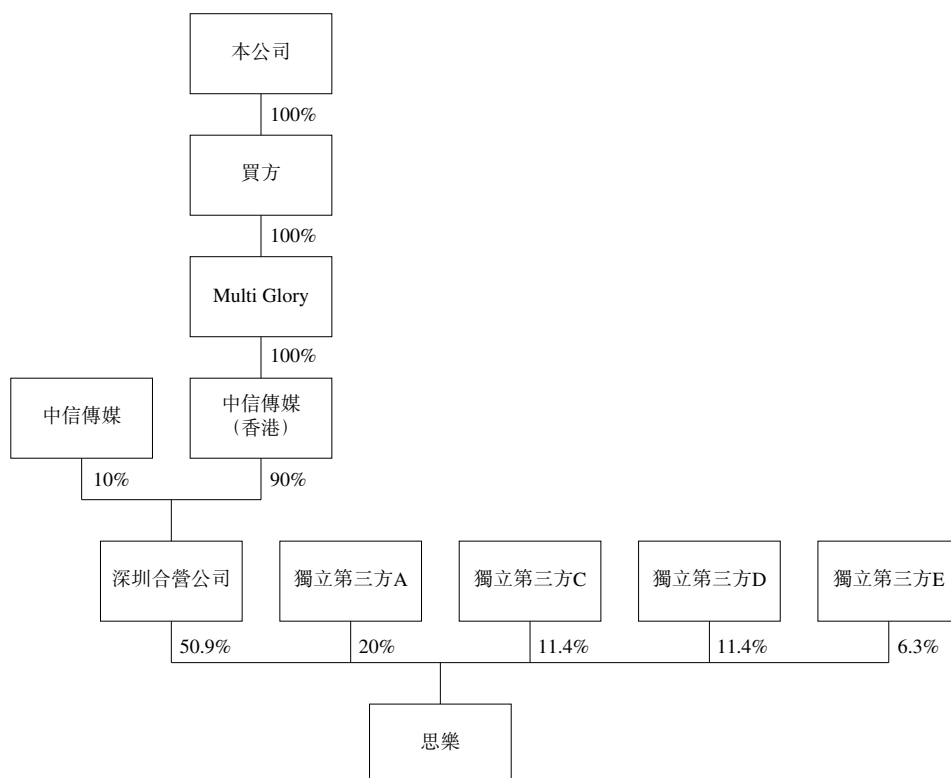 本公司
100%
買方
100%
Multi Glory
100%
中信傳媒
中信傳媒
（香港）
10%
90%
深圳合營公司
獨立第三方A
獨立第三方C
獨立第三方D
獨立第三方E
50.9%
20%
11.4%
11.4%
6.3%
思樂